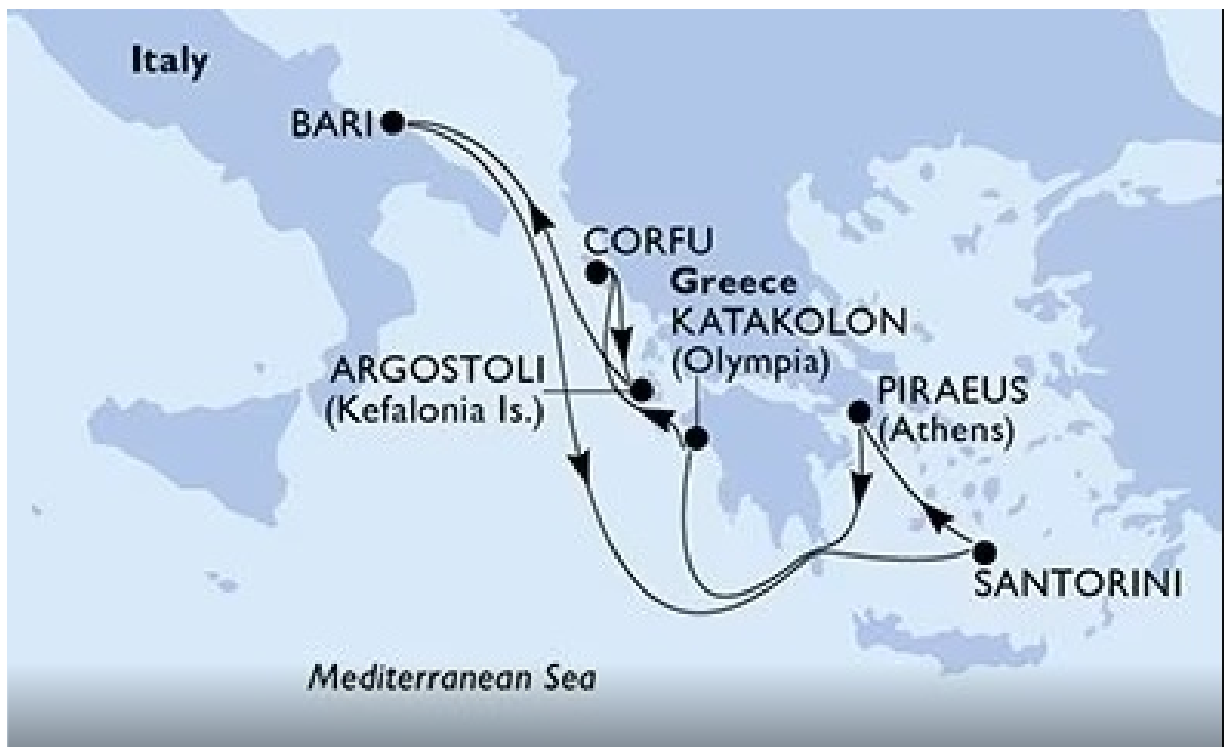 Italy
BARI
CORFU
Greece
KATAKOLON
(Olympia)
ARGOSTOLI
(Kefalonia Is.)
PIRAEUS
(Athens)
SANTORINI
Mediterranean Sea